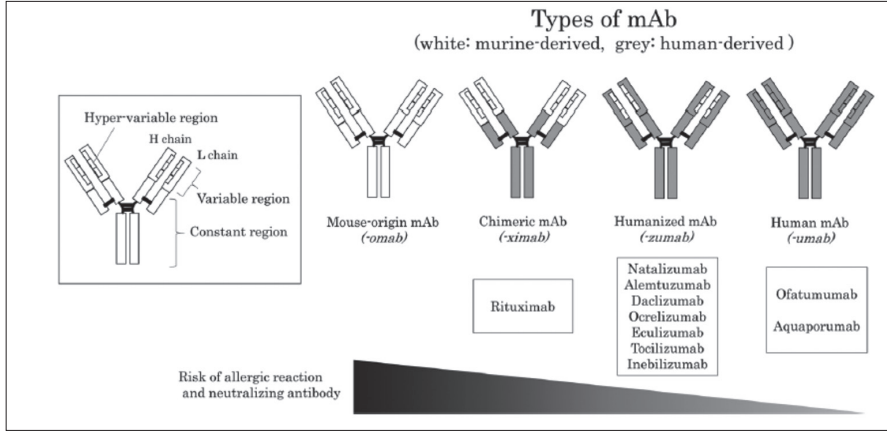 Types of mAb
(white: murine-derived, grey: human-derived )
Hyper-variable region
H chain
L chain
Variable region
Constant region
Mouse-origin mAb
(-omab)
Chimeric mAb
(-ximab)
Humanized mAb
(-zumab)
Human mAb
(-umab)
Rituximab
Natalizumab
Alemtuzumab
Daclizumab
Ocrelizumab
Eculizumab
Tocilizumab
Inebilizumab
Ofatumumab
Aquaporumab
Risk of allergic reaction
and neutralizing antibody